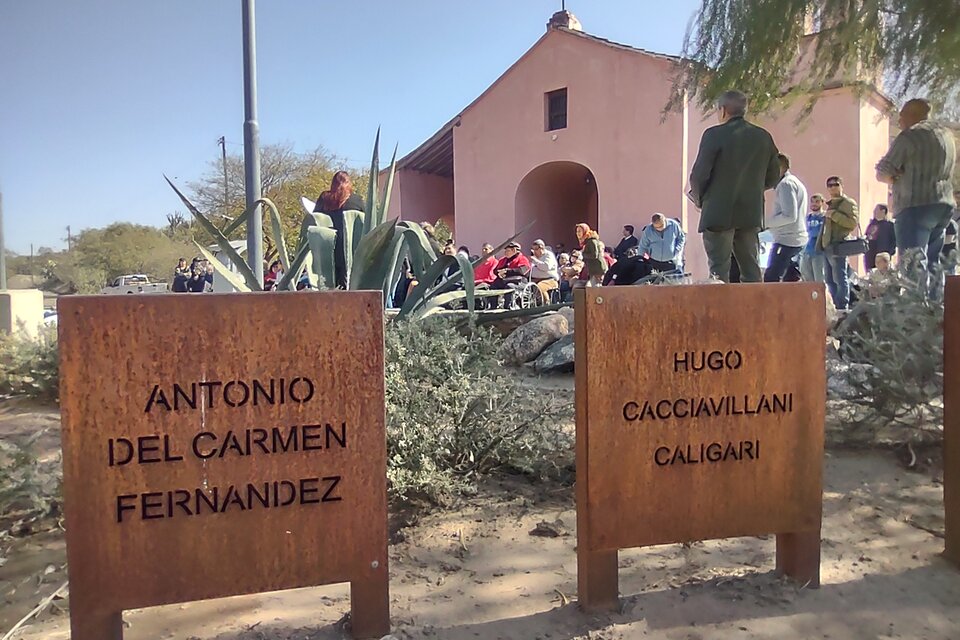 ANTONIO
DEL CARMEN
FERNANDEZ
HUGO
CACCIAVILLANI
CALIGARI